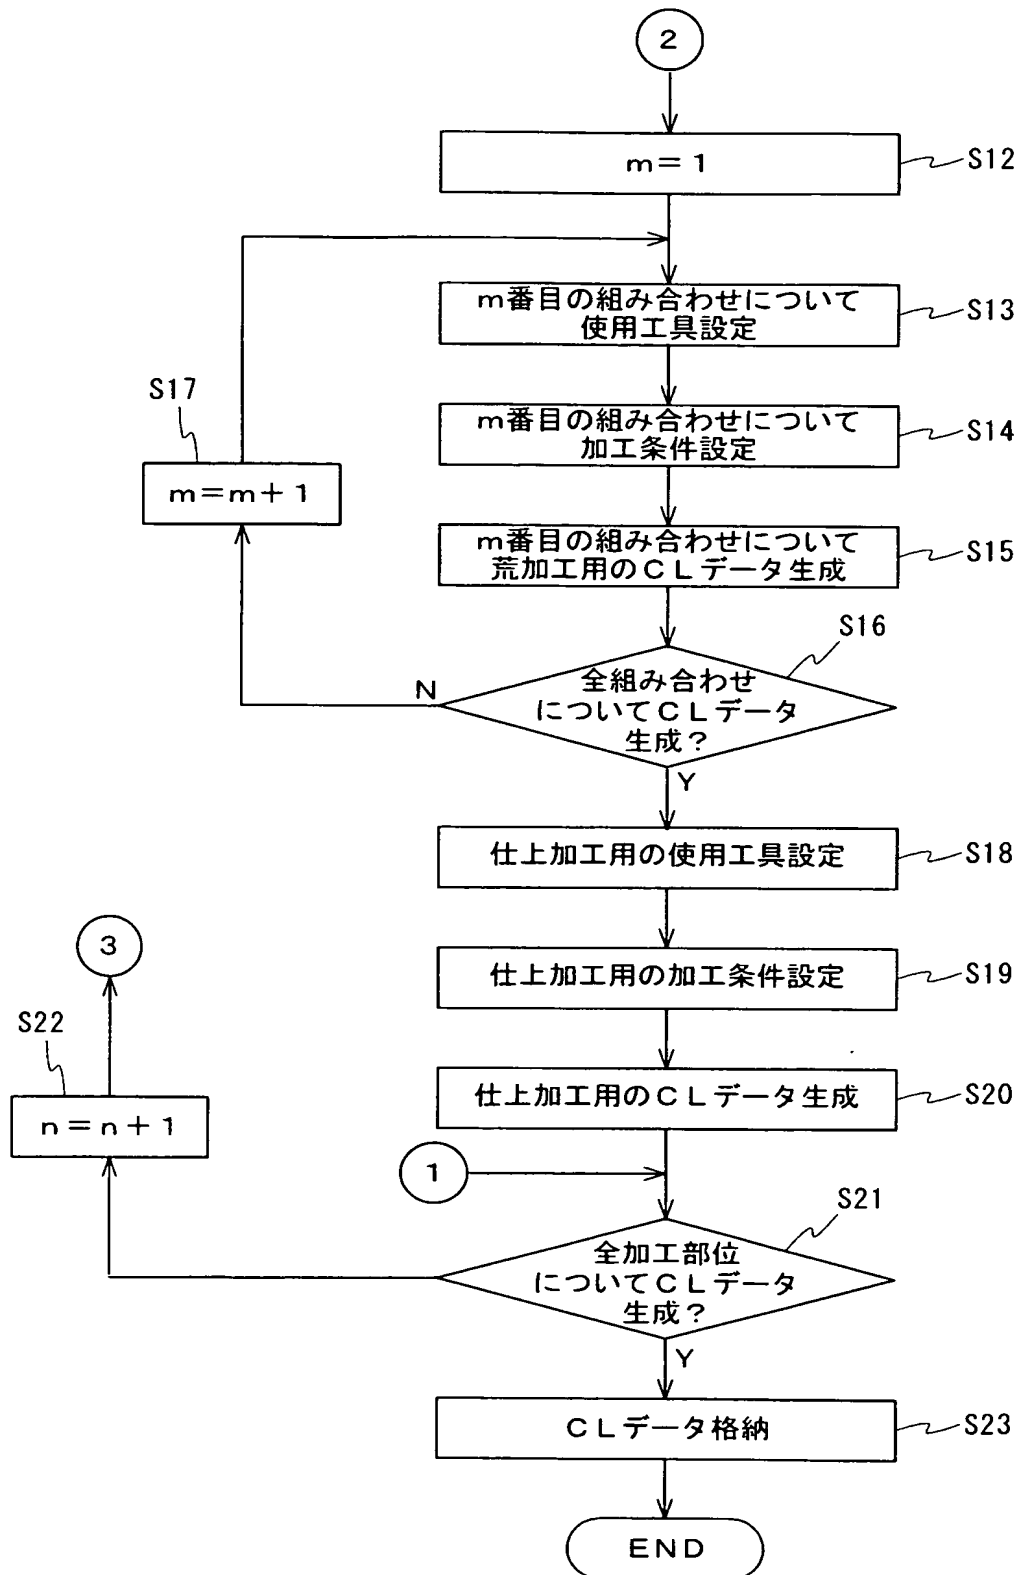 2
m=1
S12
m番目の組み合わせについて
使用工具設定
S13
m番目の組み合わせについて
加工条件設定
S14
S17
m=m+1
m番目の組み合わせについて
荒加工用のCLデータ生成
S15
S16
全組み合わせ
についてCLデータ
生成?
N
Y
仕上加工用の使用工具設定
S18
3
仕上加工用の加工条件設定
S19
S22
n=n+1
仕上加工用のCLデータ生成
S20
1
S21
全加工部位
についてCLデータ
生成?
Y
CLデータ格納
S23
END